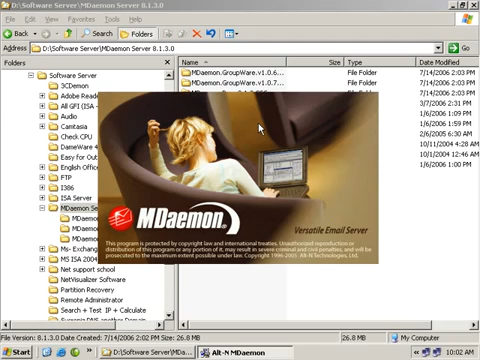 D:\Software Server\MDaemon Server 8.1.3.0
File Edit View Favorites Tools Help
Back Search Folders
Address D:\Software Server\MDaemon Server 8.1.3.0 Go
Folders
Name Size Type Date Modified
Software Server
3CDemon
Adobe Reade
All GFI (ISA -
Audio
Camitasia
Check CPU
DameWare 4
Easy for Out
English
FTP
I386
ISA Server
MDaemon Se
MDaemon
MDaemon
MDaemon
Ms- Exchang
MS ISA 2004
Net support school
NetVisualizer Software
Partition Recovery
Remote Administrator
Search + Test IP + Calculate
MDaemon.GroupWare.v1.0.6... File Folder 7/14/2006 2:03 PM
MDaemon.GroupWare.v1.0.7... File Folder 7/14/2006 2:03 PM
File Folder 7/14/2006 2:03 PM
3/7/2006 2:31 PM
1/6/2006 1:09 PM
1/6/2006 1:59 PM
2/6/2005 6:30 AM
10/11/2004 4:28 AM
10/1/2004 12:46 AM
1/6/2006 1:00 PM
MDaemon
Versatile Email Server
This program is protected by copyright law and international treaties. Unauthorized reproduction or
distribution of this program or any portion of it, may result in severe criminal and civil penalties, and will be
prosecuted to the maximum extent possible under law. Copyright 1996-2005 Alt-N Technologies, Ltd.
File Version: 8.1.3.0 Date Created: 7/14/2006 2:02 PM Size: 26.8 MB 26.8 MB My Computer
Start D:\Software Server\MDa... Alt-N MDaemon 10:02 AM